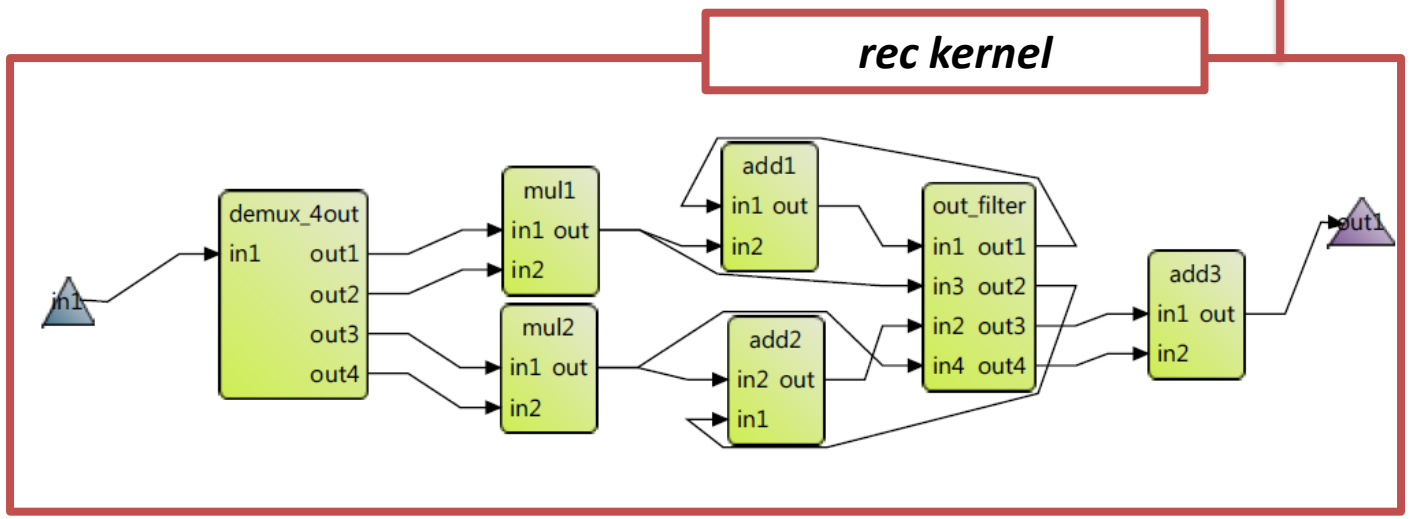 rec kernel
in1
demux_4out
in1 out1
out2
out3
out4
mul1
in1 out
in2
mul2
in1 out
in2
add1
in1 out
in2
add2
in2 out
in1
out_filter
in1 out1
in3 out2
in2 out3
in4 out4
add3
in1 out
in2
out1